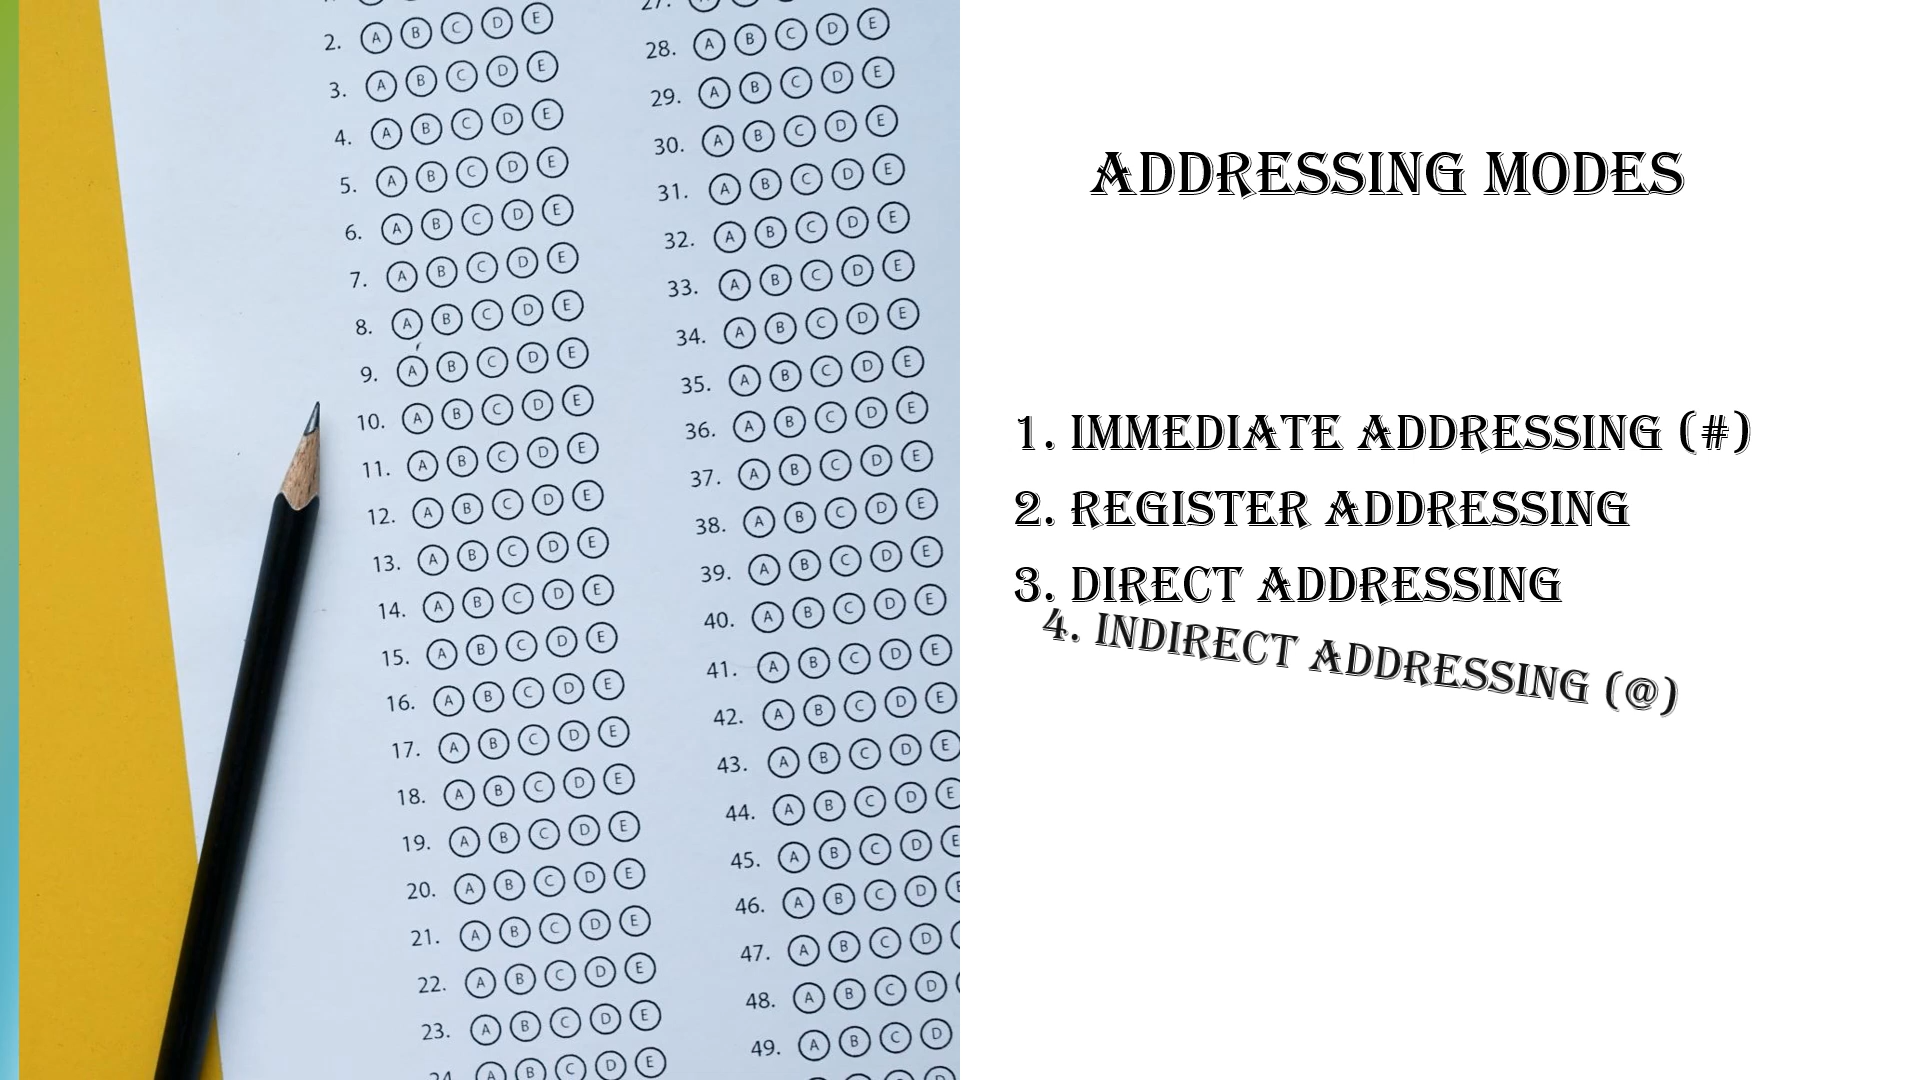 2. A B C D E
3. A B C D E
4. A B C D E
5. A B C D E
6. A B C D E
7. A B C D E
8. A B C D E
9. A B C D E
10. A B C D E
11. A B C D E
12. A B C D E
13. A B C D E
14. A B C D E
15. A B C D E
16. A B C D E
17. A B C D E
18. A B C D E
19. A B C D E
20. A B C D E
21. A B C D E
22. A B C D E
23. A B C D E
A B C D E
27.
28. A B C D E
29. A B C D E
30. A B C D E
31. A B C D E
32. A B C D E
33. A B C D E
34. A B C D E
35. A B C D E
36. A B C D E
37. A B C D E
38. A B C D E
39. A B C D E
40. A B C D E
41. A B C D E
42. A B C D E
43. A B C D E
44. A B C D E
45. A B C D E
46. A B C D E
47. A B C D
48. A B C D
49. A B C D
ADDRESSING MODES
1. IMMEDIATE ADDRESSING (#)
2. REGISTER ADDRESSING
3. DIRECT ADDRESSING
4. INDIRECT ADDRESSING (@)